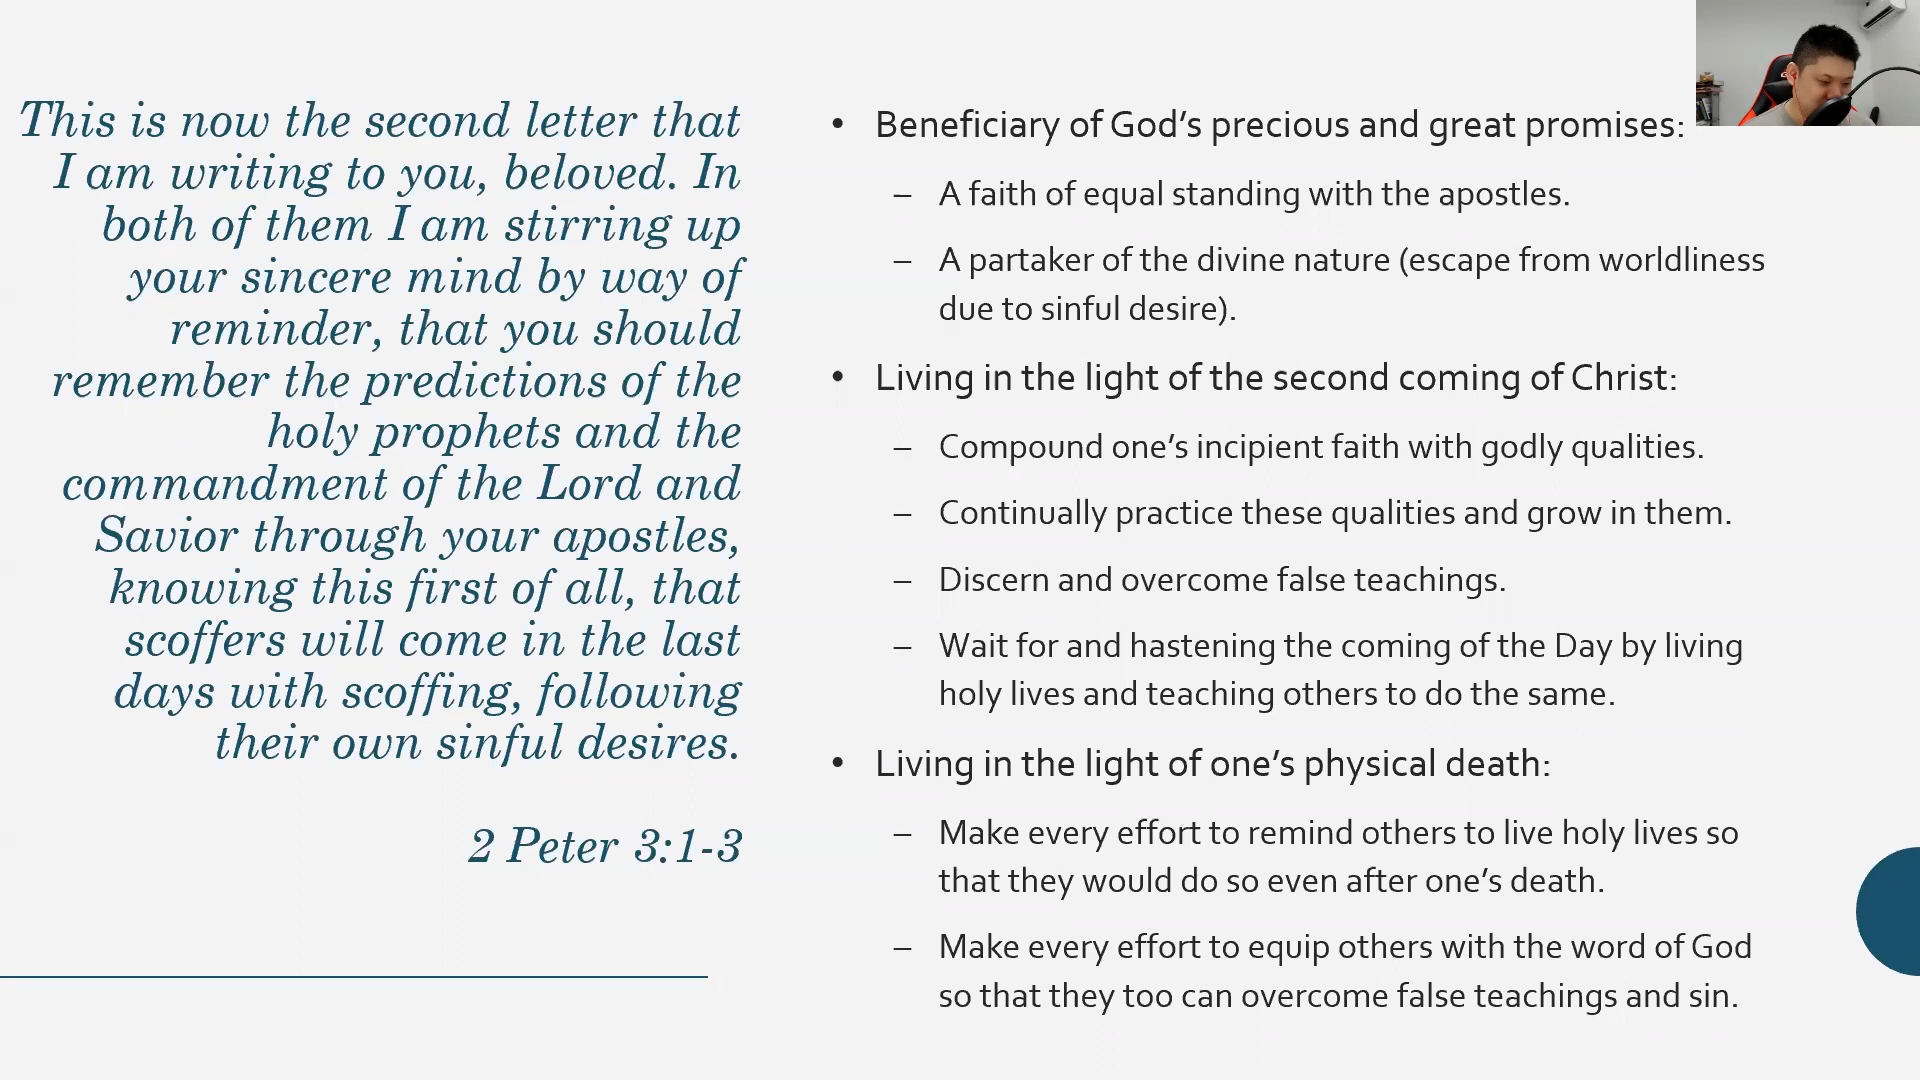 This is now the second letter that
I am writing to you, beloved. In
both of them I am stirring up
your sincere mind by way of
reminder, that you should
remember the predictions of the
holy prophets and the
commandment of the Lord and
Savior through your apostles,
knowing this first of all, that
scoffers will come in the last
days with scoffing, following
their own sinful desires.
2 Peter 3:1-3
• Beneficiary of God’s precious and great promises:
– A faith of equal standing with the apostles.
– A partaker of the divine nature (escape from worldliness
due to sinful desire).
• Living in the light of the second coming of Christ:
– Compound one’s incipient faith with godly qualities.
– Continually practice these qualities and grow in them.
– Discern and overcome false teachings.
– Wait for and hastening the coming of the Day by living
holy lives and teaching others to do the same.
• Living in the light of one’s physical death:
– Make every effort to remind others to live holy lives so
that they would do so even after one’s death.
– Make every effort to equip others with the word of God
so that they too can overcome false teachings and sin.